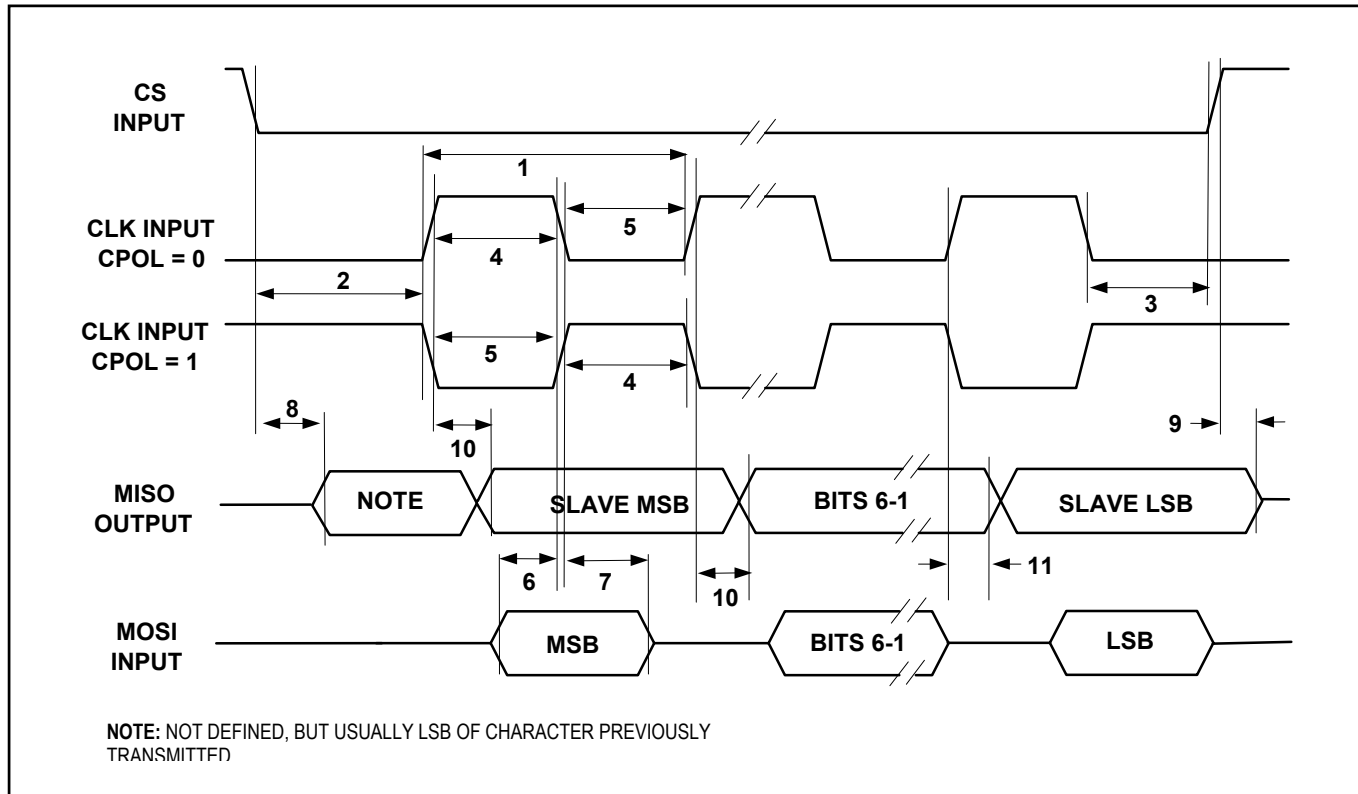 CS
INPUT
1
CLK INPUT
CPOL = 0
5
4
2
3
CLK INPUT
CPOL = 1
5
4
8
9
10
MISO
OUTPUT
NOTE
SLAVE MSB
BITS 6-1
SLAVE LSB
6
7
10
11
MOSI
INPUT
MSB
BITS 6-1
LSB
NOTE: NOT DEFINED, BUT USUALLY LSB OF CHARACTER PREVIOUSLY
TRANSMITTED